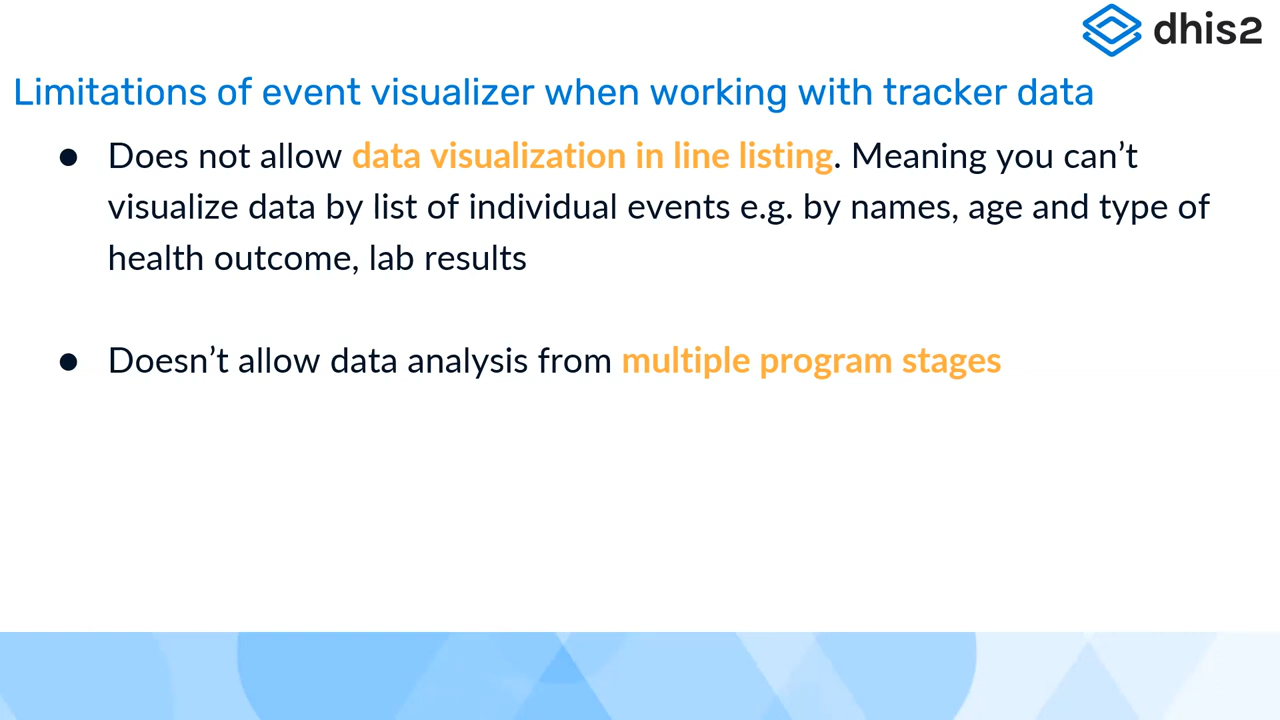 dhis2
Limitations of event visualizer when working with tracker data
● Does not allow data visualization in line listing. Meaning you can’t
visualize data by list of individual events e.g. by names, age and type of
health outcome, lab results
● Doesn’t allow data analysis from multiple program stages